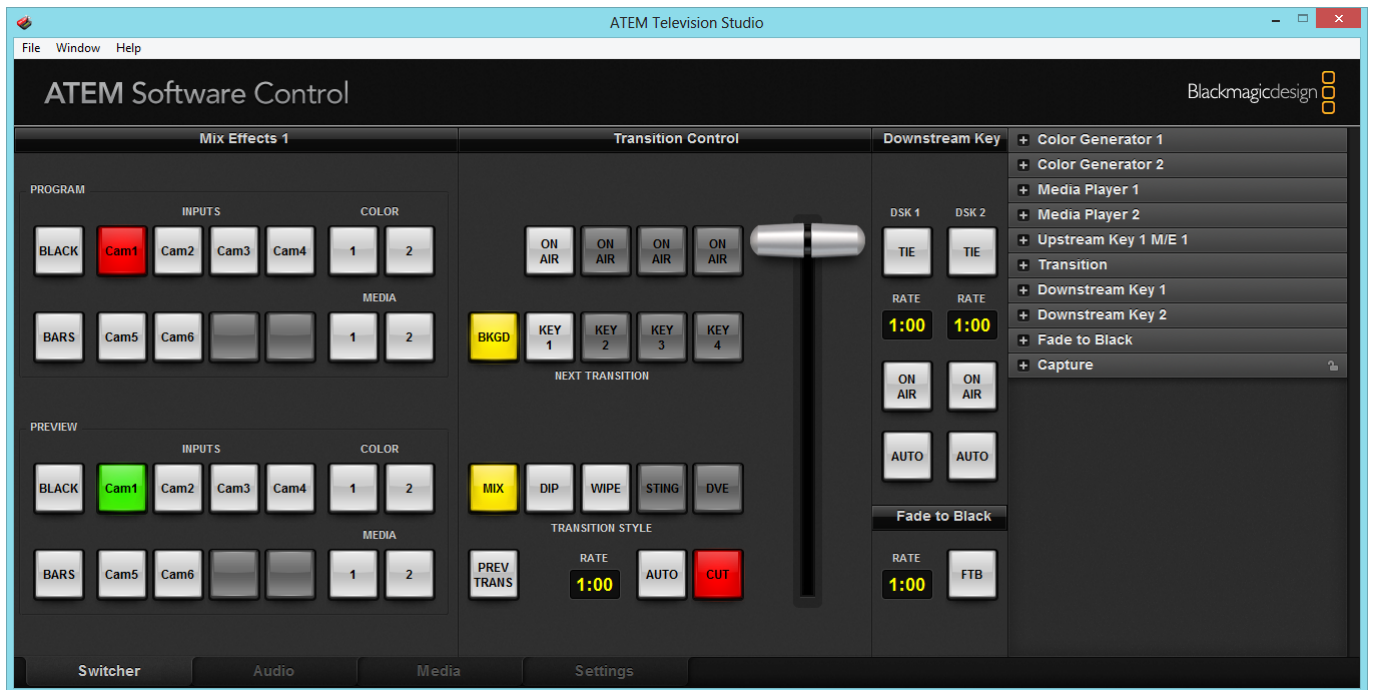 ATEM Television Studio
File Window Help
ATEM Software Control
Blackmagicdesign
Mix Effects 1
PROGRAM
INPUTS COLOR
BLACK Cam1 Cam2 Cam3 Cam4 1 2
MEDIA
BARS Cam5 Cam6 1 2
PREVIEW
INPUTS COLOR
BLACK Cam1 Cam2 Cam3 Cam4 1 2
MEDIA
BARS Cam5 Cam6 1 2
Transition Control
ON AIR ON AIR ON AIR ON AIR
BKGD KEY 1 KEY 2 KEY 3 KEY 4
NEXT TRANSITION
MIX DIP WIPE STING DVE
TRANSITION STYLE
PREV TRANS RATE 1:00 AUTO CUT
Downstream Key
DSK 1 DSK 2
TIE TIE
RATE RATE
1:00 1:00
ON AIR ON AIR
AUTO AUTO
Fade to Black
RATE
1:00 FTB
Color Generator 1
Color Generator 2
Media Player 1
Media Player 2
Upstream Key 1 M/E 1
Transition
Downstream Key 1
Downstream Key 2
Fade to Black
Capture
Switcher Audio Media Settings